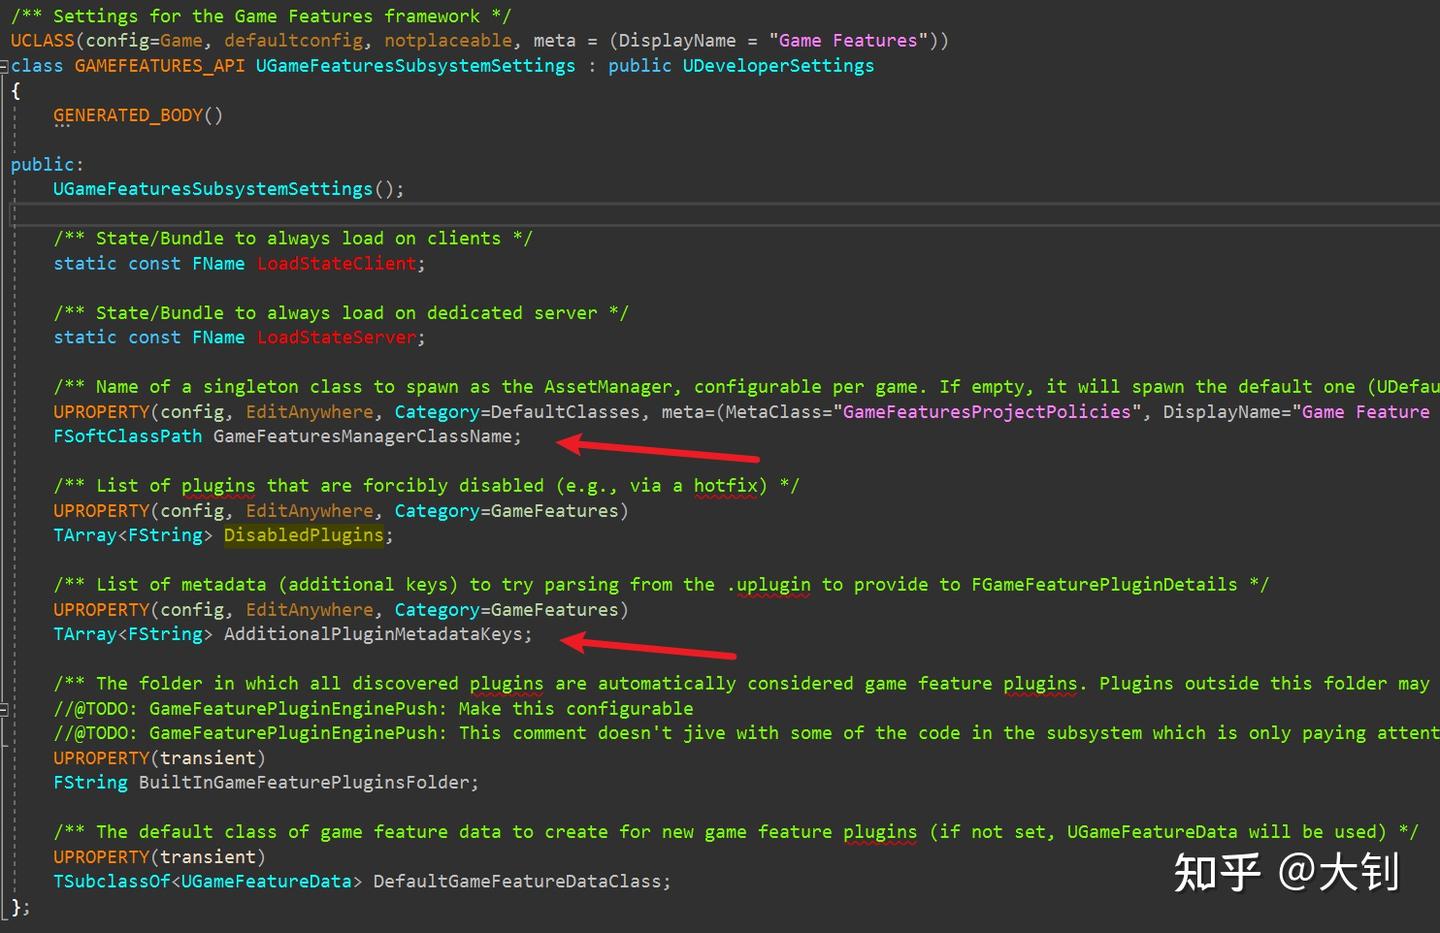 /** Settings for the Game Features framework */
UCLASS(config=Game, defaultconfig, notplaceable, meta = (DisplayName = "Game Features"))
class GAMEFEATURES_API UGameFeaturesSubsystemSettings : public UDeveloperSettings
{
GENERATED_BODY()
public:
UGameFeaturesSubsystemSettings();
/** State/Bundle to always load on clients */
static const FName LoadStateClient;
/** State/Bundle to always load on dedicated server */
static const FName LoadStateServer;
/** Name of a singleton class to spawn as the AssetManager, configurable per game. If empty, it will spawn the default one (UDefau
UPROPERTY(config, EditAnywhere, Category=DefaultClasses, meta=(MetaClass="GameFeaturesProjectPolicies", DisplayName="Game Feature
FSoftClassPath GameFeaturesManagerClassName;
/** List of plugins that are forcibly disabled (e.g., via a hotfix) */
UPROPERTY(config, EditAnywhere, Category=GameFeatures)
TArray<FString> DisabledPlugins;
/** List of metadata (additional keys) to try parsing from the .uplugin to provide to FGameFeaturePluginDetails */
UPROPERTY(config, EditAnywhere, Category=GameFeatures)
TArray<FString> AdditionalPluginMetadataKeys;
/** The folder in which all discovered plugins are automatically considered game feature plugins. Plugins outside this folder may
//@TODO: GameFeaturePluginEnginePush: Make this configurable
//@TODO: GameFeaturePluginEnginePush: This comment doesn't jive with some of the code in the subsystem which is only paying attent
UPROPERTY(transient)
FString BuiltInGameFeaturePluginsFolder;
/** The default class of game feature data to create for new game feature plugins (if not set, UGameFeatureData will be used) */
UPROPERTY(transient)
TSubclassOf<UGameFeatureData> DefaultGameFeatureDataClass;
};
知乎 @大钊